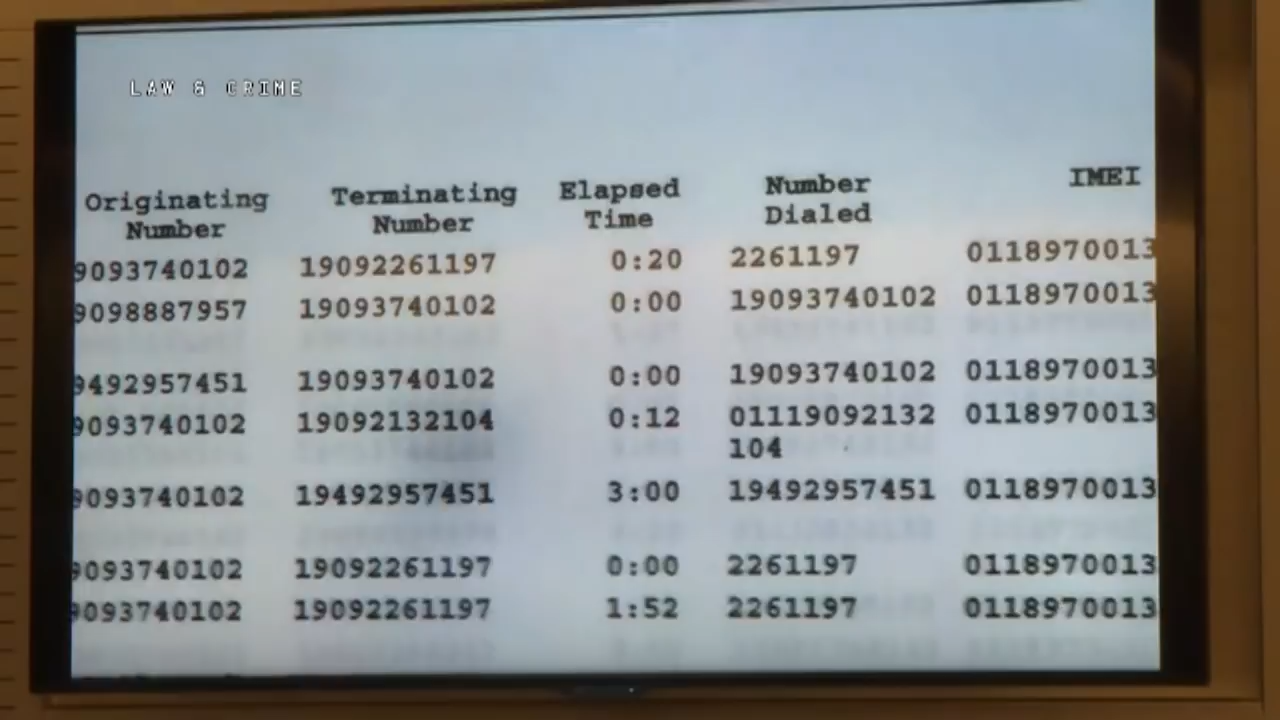 LAW & CRIME
Originating Terminating Elapsed Number IMEI
Number Number Time Dialed
9093740102 19092261197 0:20 2261197 0118970013
9098887957 19093740102 0:00 19093740102 0118970013
9492957451 19093740102 0:00 19093740102 0118970013
9093740102 19092132104 0:12 01119092132 0118970013
104
9093740102 19492957451 3:00 19492957451 0118970013
9093740102 19092261197 0:00 2261197 0118970013
9093740102 19092261197 1:52 2261197 0118970013